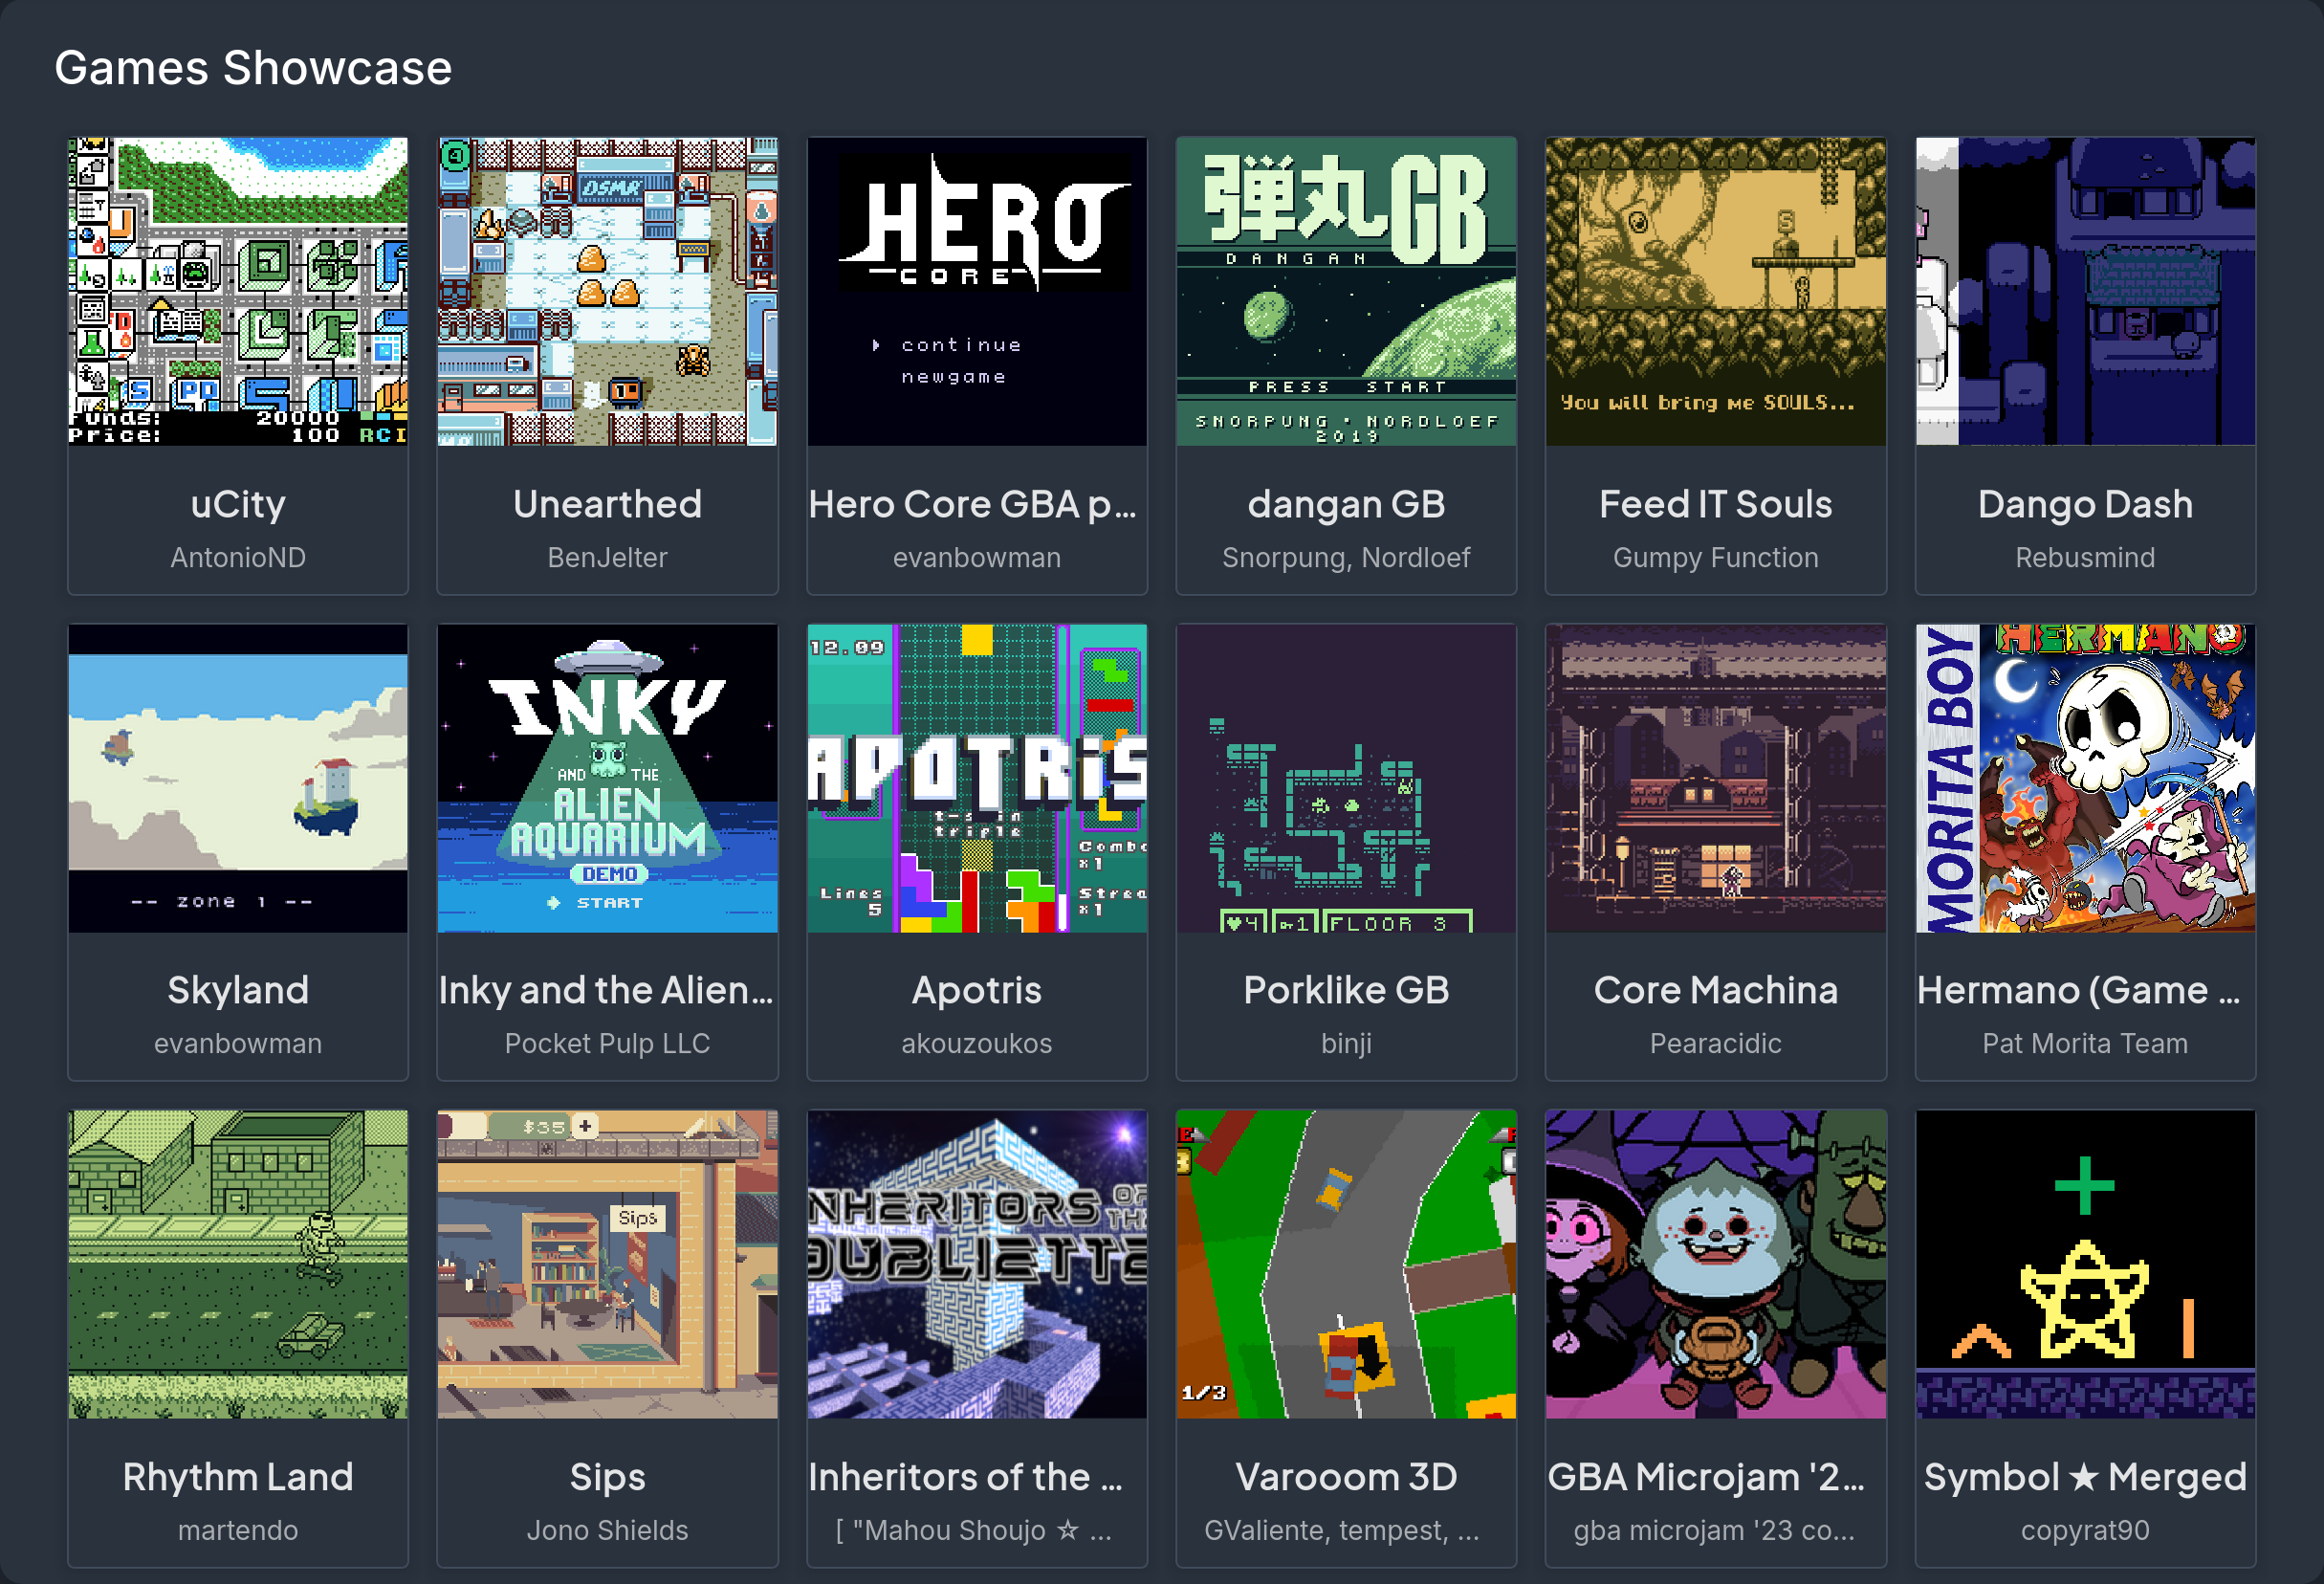 Games Showcase
Funds: 20000
Price: 100 RCI
uCity
AntonioND
DSMR
1
Unearthed
BenJelter
HERO
CORE
continue
newgame
Hero Core GBA p...
evanbowman
弾丸GB
DANGAN
PRESS START
SNORPUNG · NORDLOEF
2019
dangan GB
Snorpung, Nordloef
S
You will bring me SOULS...
Feed IT Souls
Gumpy Function
Dango Dash
Rebusmind
-- zone 1 --
Skyland
evanbowman
INKY
AND THE
ALIEN
AQUARIUM
DEMO
START
Inky and the Alien...
Pocket Pulp LLC
12.09
APOTRiS
triple
Combo
x1
Lines
5
Strea
x1
Apotris
akouzoukos
4 1 FLOOR 3
Porklike GB
binji
Core Machina
Pearacidic
HERMANO
MORITA BOY
Hermano (Game ...
Pat Morita Team
Rhythm Land
martendo
$35 +
Sips
Sips
Jono Shields
INHERITORS OF THE
OUBLIETTE
Inheritors of the ...
[ "Mahou Shoujo ☆ ...
1/3
Varooom 3D
GValiente, tempest, ...
GBA Microjam '2...
gba microjam '23 co...
Symbol ★ Merged
copyrat90